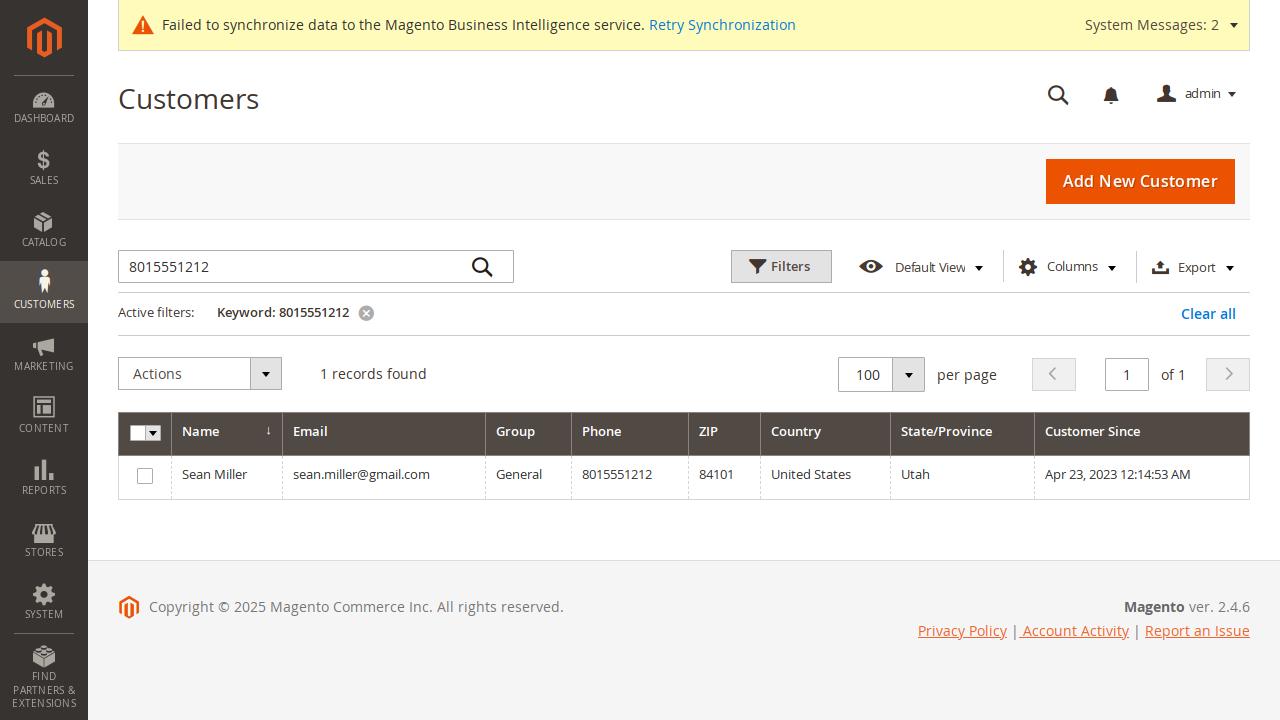 Failed to synchronize data to the Magento Business Intelligence service. Retry Synchronization
System Messages: 2
DASHBOARD
SALES
CATALOG
CUSTOMERS
MARKETING
CONTENT
REPORTS
STORES
SYSTEM
FIND
PARTNERS &
EXTENSIONS
Customers
admin
Add New Customer
8015551212
Filters
Default View
Columns
Export
Active filters: Keyword: 8015551212
Clear all
Actions
1 records found
100 per page
1 of 1
Name ↓ Email Group Phone ZIP Country State/Province Customer Since
Sean Miller sean.miller@gmail.com General 8015551212 84101 United States Utah Apr 23, 2023 12:14:53 AM
Copyright © 2025 Magento Commerce Inc. All rights reserved.
Magento ver. 2.4.6
Privacy Policy | Account Activity | Report an Issue